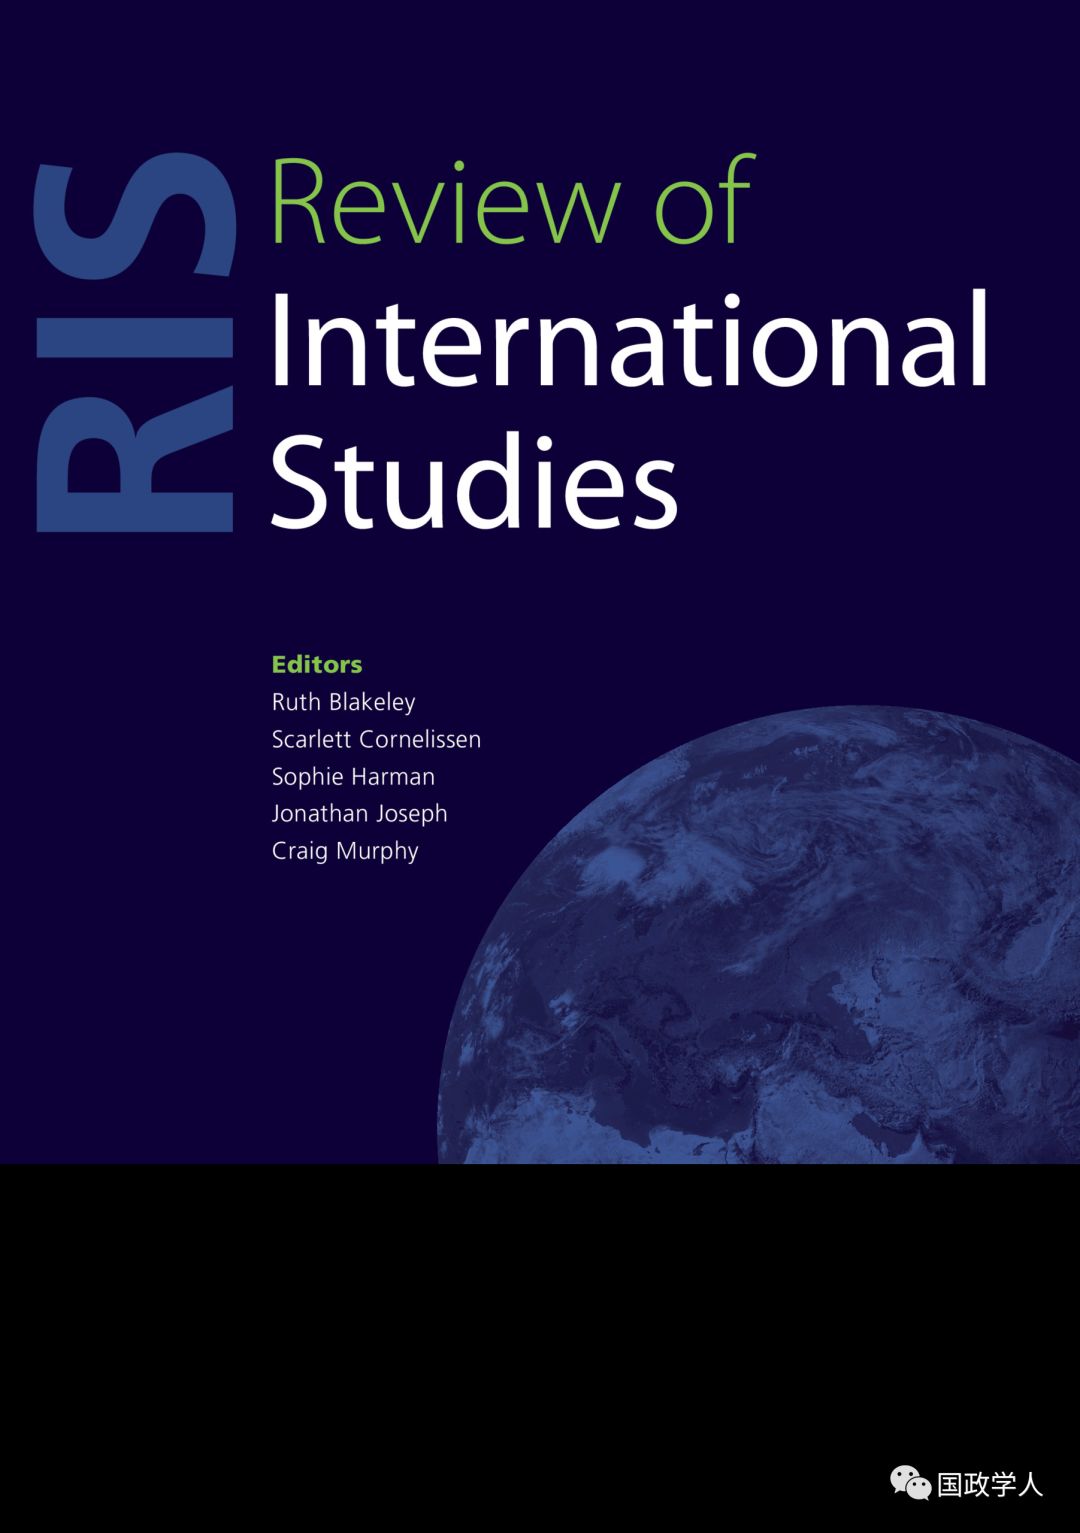 RIS
Review of
International
Studies
Editors
Ruth Blakeley
Scarlett Cornelissen
Sophie Harman
Jonathan Joseph
Craig Murphy
国政学人